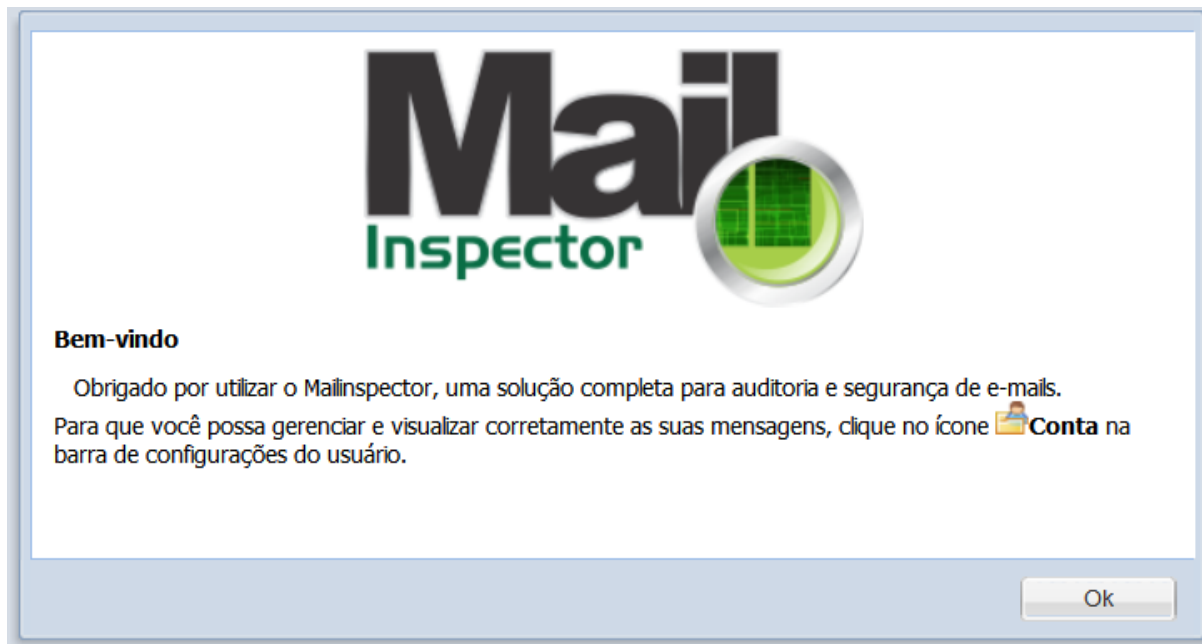 Mail
Inspector
Bem-vindo
Obrigado por utilizar o Mailinspector, uma solução completa para auditoria e segurança de e-mails.
Para que você possa gerenciar e visualizar corretamente as suas mensagens, clique no ícone Conta na
barra de configurações do usuário.
Ok